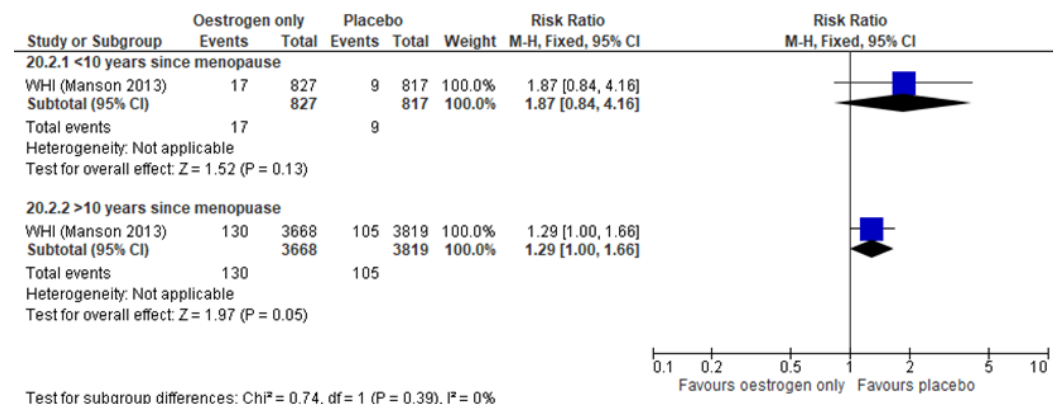 Oestrogen only Placebo Risk Ratio Risk Ratio
Study or Subgroup Events Total Events Total Weight M-H, Fixed, 95% CI M-H, Fixed, 95% CI
20.2.1 <10 years since menopause
WHI (Manson 2013) 17 827 9 817 100.0% 1.87 [0.84, 4.16]
Subtotal (95% CI) 827 817 100.0% 1.87 [0.84, 4.16]
Total events 17 9
Heterogeneity: Not applicable
Test for overall effect: Z = 1.52 (P = 0.13)
20.2.2 >10 years since menopuase
WHI (Manson 2013) 130 3668 105 3819 100.0% 1.29 [1.00, 1.66]
Subtotal (95% CI) 3668 3819 100.0% 1.29 [1.00, 1.66]
Total events 130 105
Heterogeneity: Not applicable
Test for overall effect: Z = 1.97 (P = 0.05)
0.1 0.2 0.5 1 2 5 10
Favours oestrogen only Favours placebo
Test for subgroup differences: Chi² = 0.74, df = 1 (P = 0.39), I² = 0%